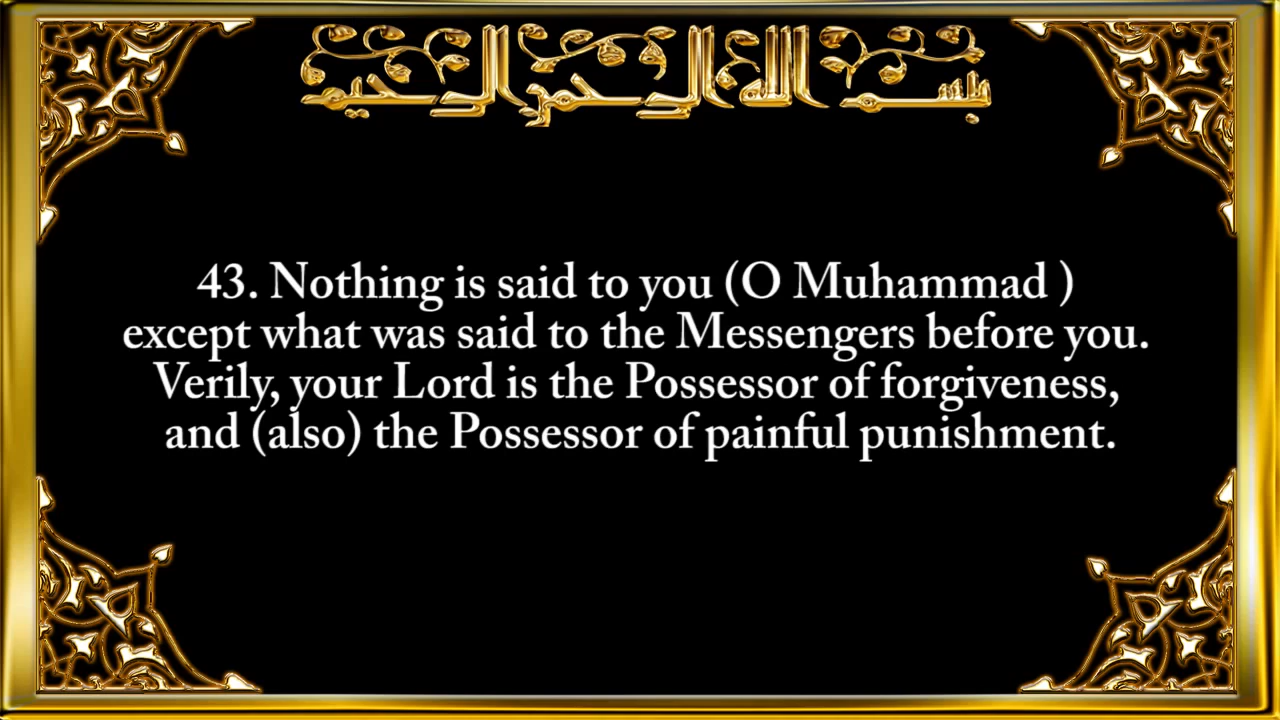 بسم الله الرحمن الرحيم
43. Nothing is said to you (O Muhammad )
except what was said to the Messengers before you.
Verily, your Lord is the Possessor of forgiveness,
and (also) the Possessor of painful punishment.